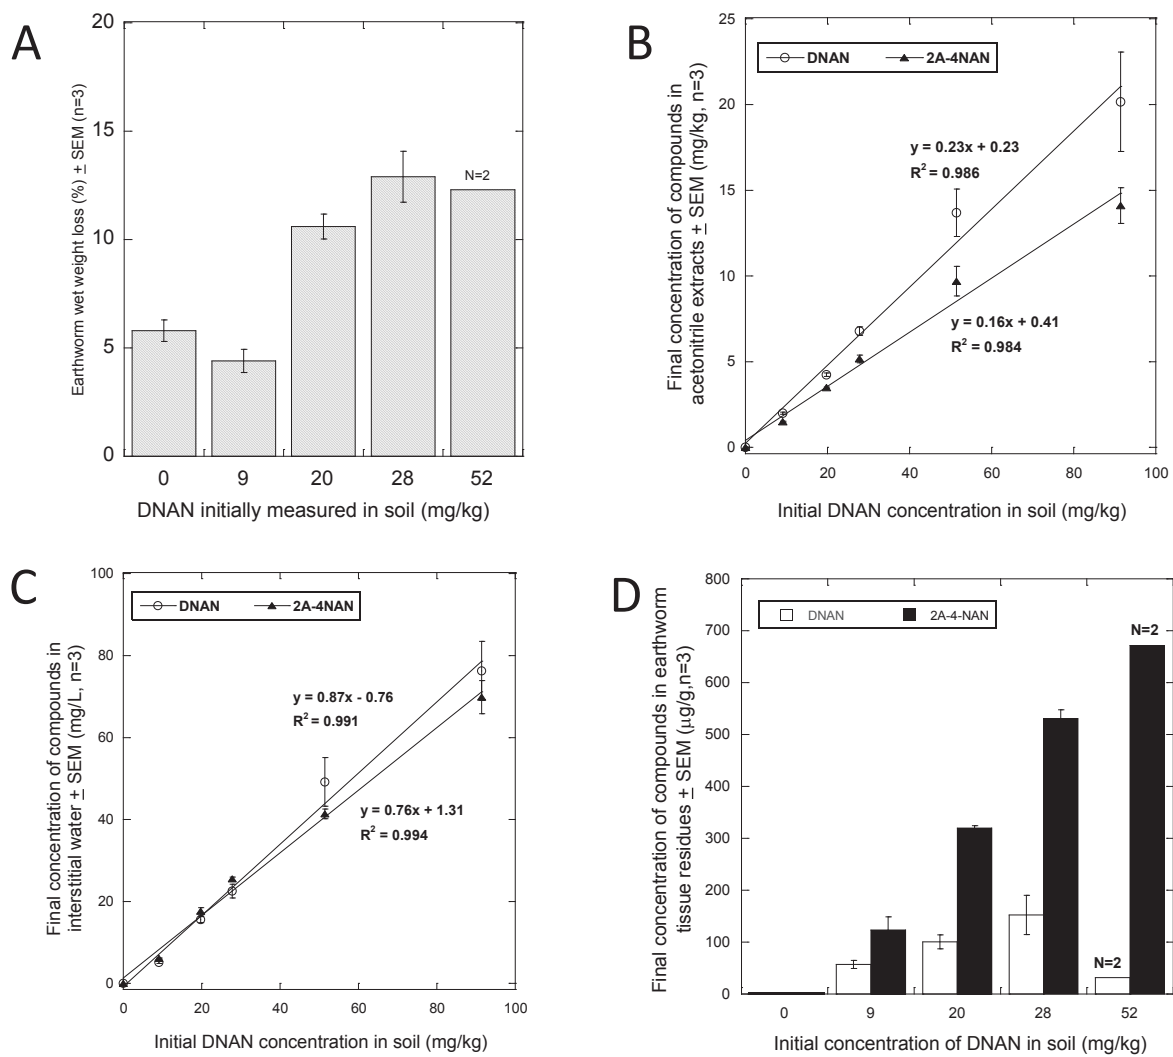 A
Earthworm wet weight loss (%) ± SEM (n=3)
20
15
10
5
0
N=2
0 9 20 28 52
DNAN initially measured in soil (mg/kg)
B
Final concentration of compounds in
acetonitrile extracts ± SEM (mg/kg, n=3)
DNAN 2A-4NAN
25
20
15
10
5
0
y = 0.23x + 0.23
R² = 0.986
y = 0.16x + 0.41
R² = 0.984
0 20 40 60 80 100
Initial DNAN concentration in soil (mg/kg)
C
Final concentration of compounds in
interstitial water ± SEM (mg/L, n=3)
DNAN 2A-4NAN
100
80
60
40
20
0
y = 0.87x - 0.76
R² = 0.991
y = 0.76x + 1.31
R² = 0.994
0 20 40 60 80 100
Initial DNAN concentration in soil (mg/kg)
D
Final concentration of compounds in earthworm
tissue residues ± SEM (µg/g,n=3)
DNAN 2A-4-NAN
800
700
600
500
400
300
200
100
0
N=2
N=2
0 9 20 28 52
Initial concentration of DNAN in soil (mg/kg)